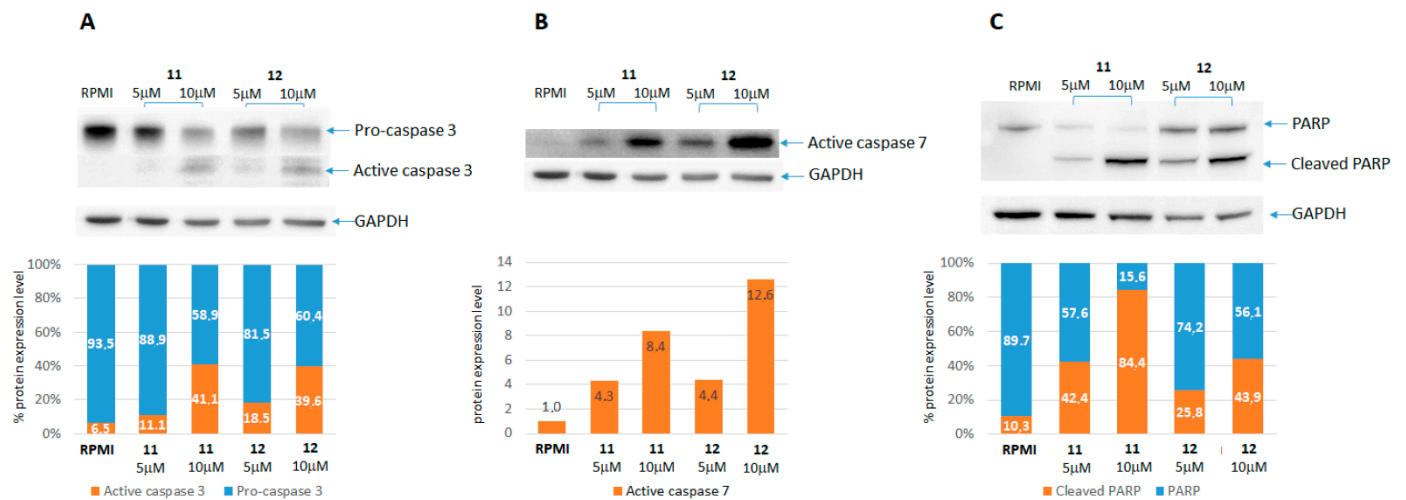 A
11
12
RPMI 5µM 10µM 5µM 10µM
Pro-caspase 3
Active caspase 3
GAPDH
% protein expression level
100%
80%
60%
40%
20%
0%
93,5 88,9 58,9 81,5 60,4
6,5 11,1 41,1 18,5 39,6
RPMI 11 11 12 12
5µM 10µM 5µM 10µM
Active caspase 3 Pro-caspase 3
B
11
12
RPMI 5µM 10µM 5µM 10µM
Active caspase 7
GAPDH
protein expression level
14
12
10
8
6
4
2
0
1,0 4,3 8,4 4,4 12,6
RPMI 11 11 12 12
5µM 10µM 5µM 10µM
Active caspase 7
C
11
12
RPMI 5µM 10µM 5µM 10µM
PARP
Cleaved PARP
GAPDH
% protein expression level
100%
80%
60%
40%
20%
0%
89,7 57,6 15,6 74,2 56,1
10,3 42,4 84,4 25,8 43,9
RPMI 11 11 12 12
5µM 10µM 5µM 10µM
Cleaved PARP PARP